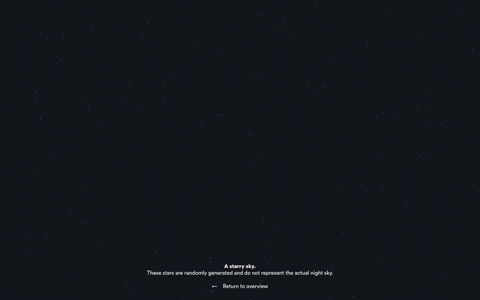 A starry sky.
These stars are randomly generated and do not represent the actual night sky.
← Return to overview